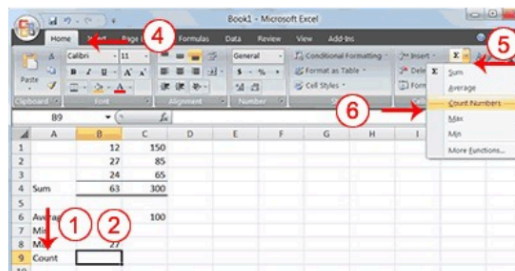 Book1 - Microsoft Excel
Home Insert Page Formulas Data Review View Add-Ins
4
5
Calibri 11 General Conditional Formatting Insert Σ
Paste B I U A $ % Format as Table Σ Sum
Cell Styles Average
Clipboard Font Alignment Number Count Numbers
6
B9 fx Max
Min
More Functions...
A B C D E F G H I
1 12 150
2 27 85
3 24 65
4 Sum 63 300
5
6 Average 100
7
8 27
9 Count
1 2